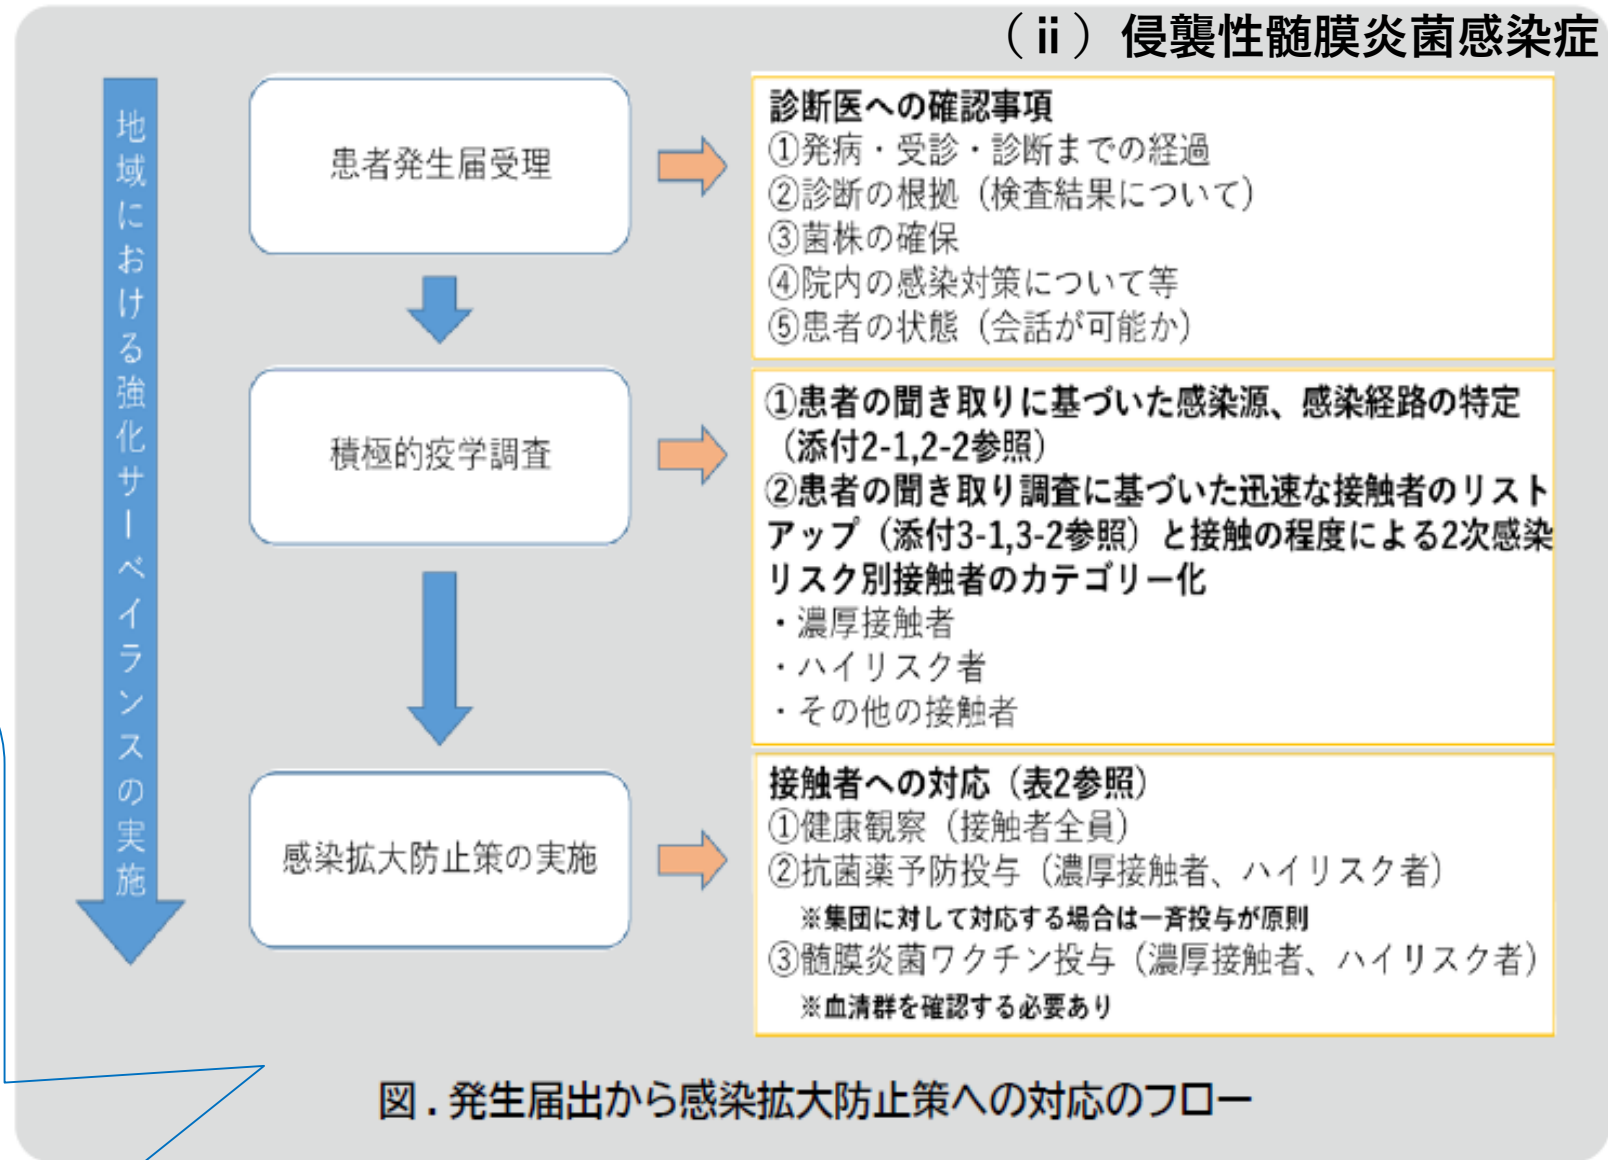 （ⅱ）侵襲性髄膜炎菌感染症
地域における強化サーベイランスの実施
患者発生届受理
診断医への確認事項
①発病・受診・診断までの経過
②診断の根拠（検査結果について）
③菌株の確保
④院内の感染対策について等
⑤患者の状態（会話が可能か）
積極的疫学調査
①患者の聞き取りに基づいた感染源、感染経路の特定
（添付2-1,2-2参照）
②患者の聞き取り調査に基づいた迅速な接触者のリスト
アップ（添付3-1,3-2参照）と接触の程度による2次感染
リスク別接触者のカテゴリー化
・濃厚接触者
・ハイリスク者
・その他の接触者
感染拡大防止策の実施
接触者への対応（表2参照）
①健康観察（接触者全員）
②抗菌薬予防投与（濃厚接触者、ハイリスク者）
※集団に対して対応する場合は一斉投与が原則
③髄膜炎菌ワクチン投与（濃厚接触者、ハイリスク者）
※血清群を確認する必要あり
図．発生届出から感染拡大防止策への対応のフロー